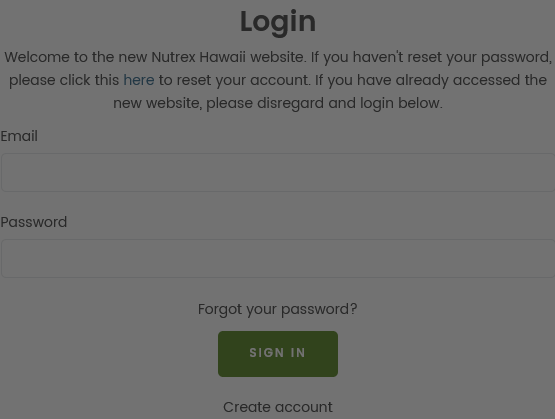 Login
Welcome to the new Nutrex Hawaii website. If you haven't reset your password,
please click this here to reset your account. If you have already accessed the
new website, please disregard and login below.
Email
Password
Forgot your password?
SIGN IN
Create account